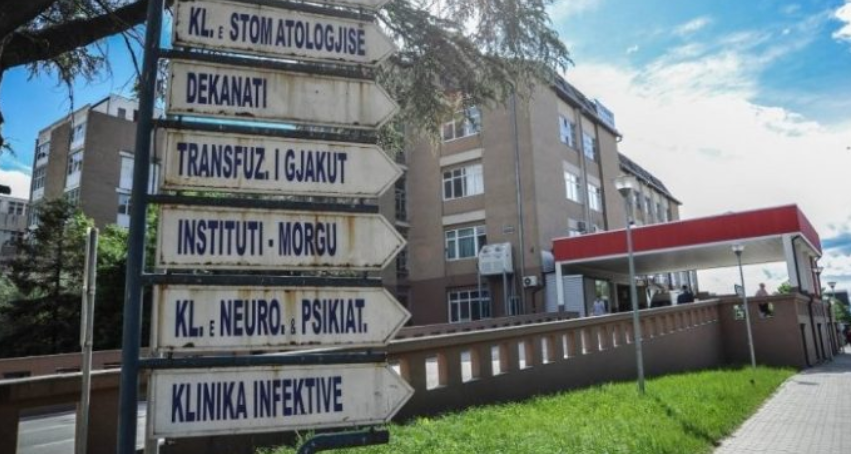 KL. E STOMATOLOGJISË
DEKANATI
TRANSFUZ. I GJAKUT
INSTITUTI - MORGU
KL. E NEURO. & PSIKIAT.
KLINIKA INFEKTIVE